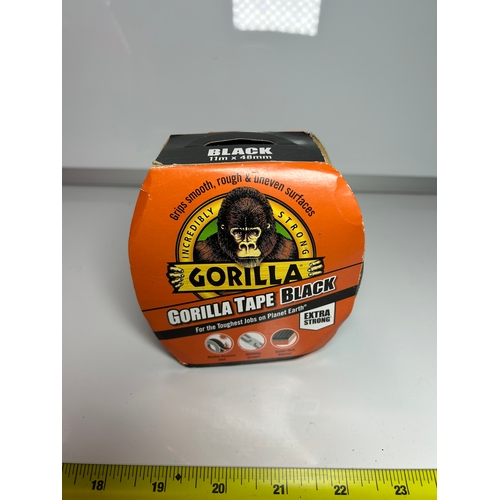 BLACK
11m x 48mm
Grips smooth, rough & uneven surfaces
INCREDIBLY STRONG
GORILLA
GORILLA TAPE BLACK
For the Toughest Jobs on Planet Earth®
EXTRA
STRONG
18 19 20 21 22 23